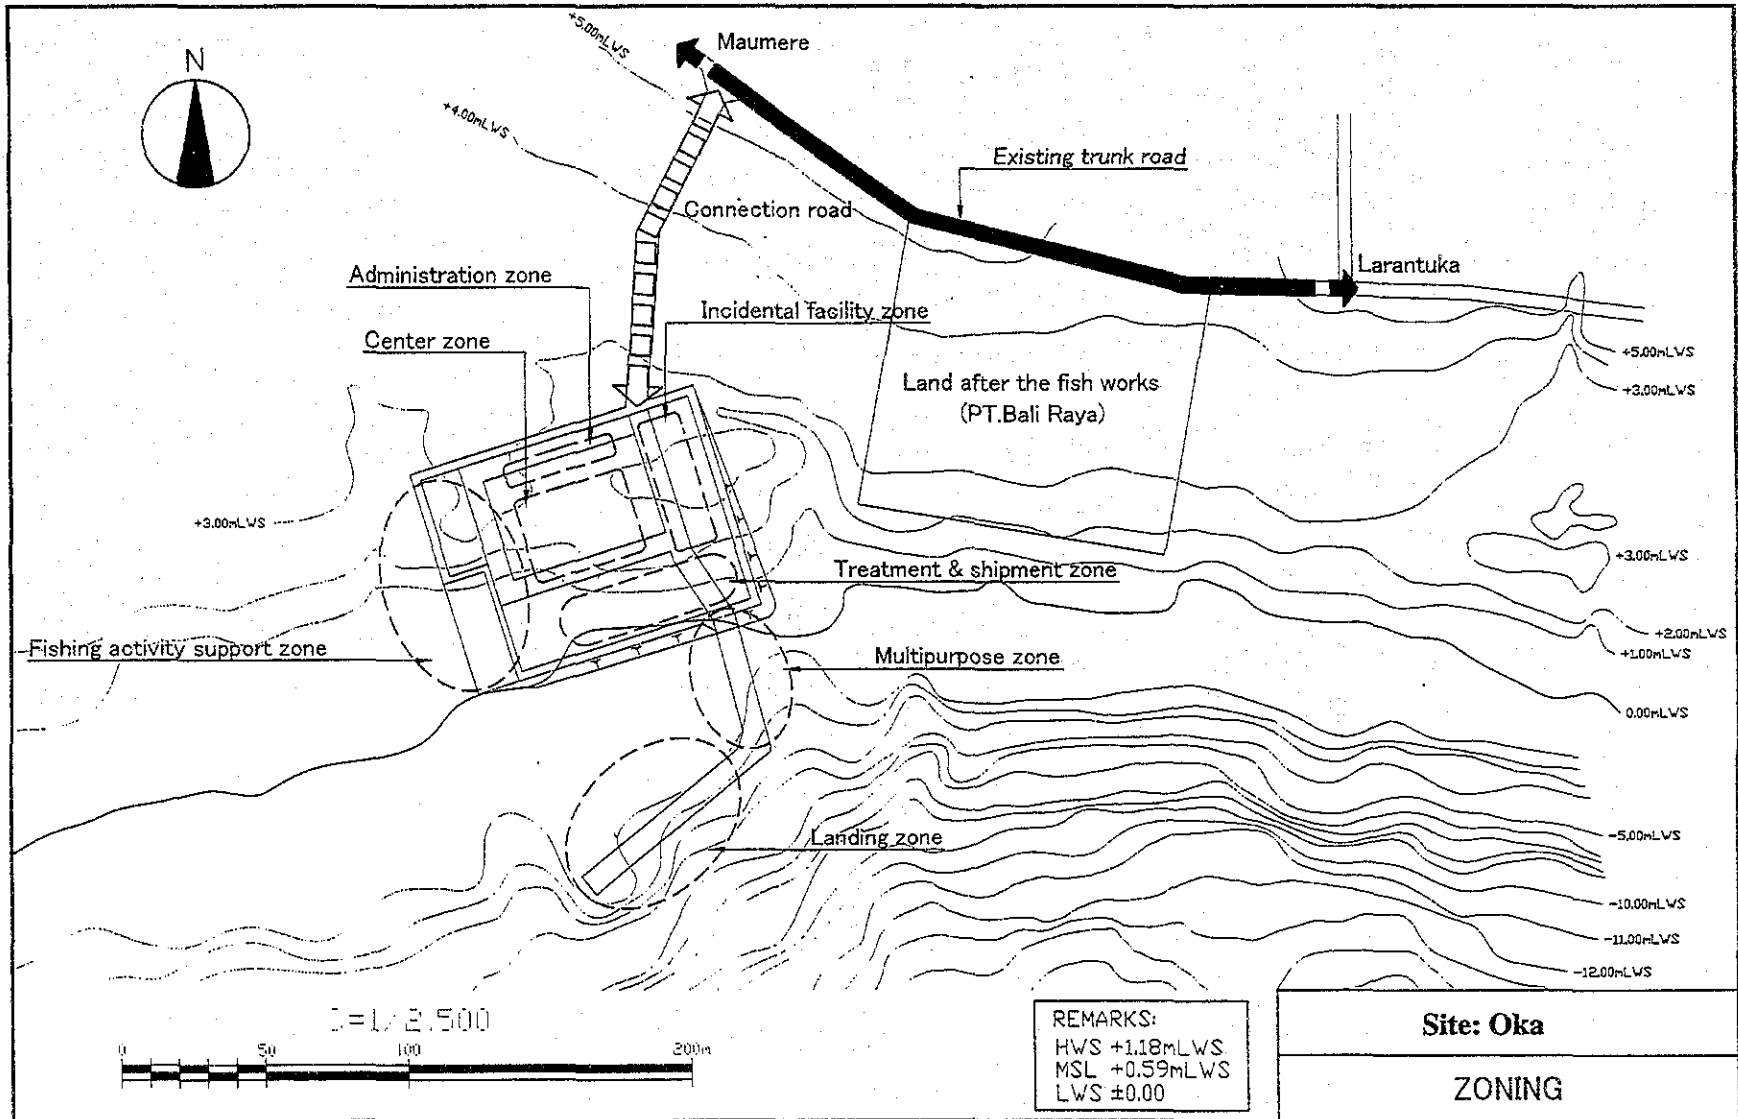 +5.00mLWS
Maumere
N
+4.00mLWS
Existing trunk road
Connection road
Larantuka
Administration zone
Incidental facility zone
Center zone
+5.00mLWS
Land after the fish works
(PT.Bali Raya)
+3.00mLWS
+3.00mLWS
+3.00mLWS
Treatment & shipment zone
+2.00mLWS
Fishing activity support zone
Multipurpose zone
+1.00mLWS
0.00mLWS
Landing zone
-5.00mLWS
-10.00mLWS
-11.00mLWS
-12.00mLWS
=1/2.500
0 50 100 200m
REMARKS:
HWS +1.18mLWS
MSL +0.59mLWS
LWS ±0.00
Site: Oka
ZONING